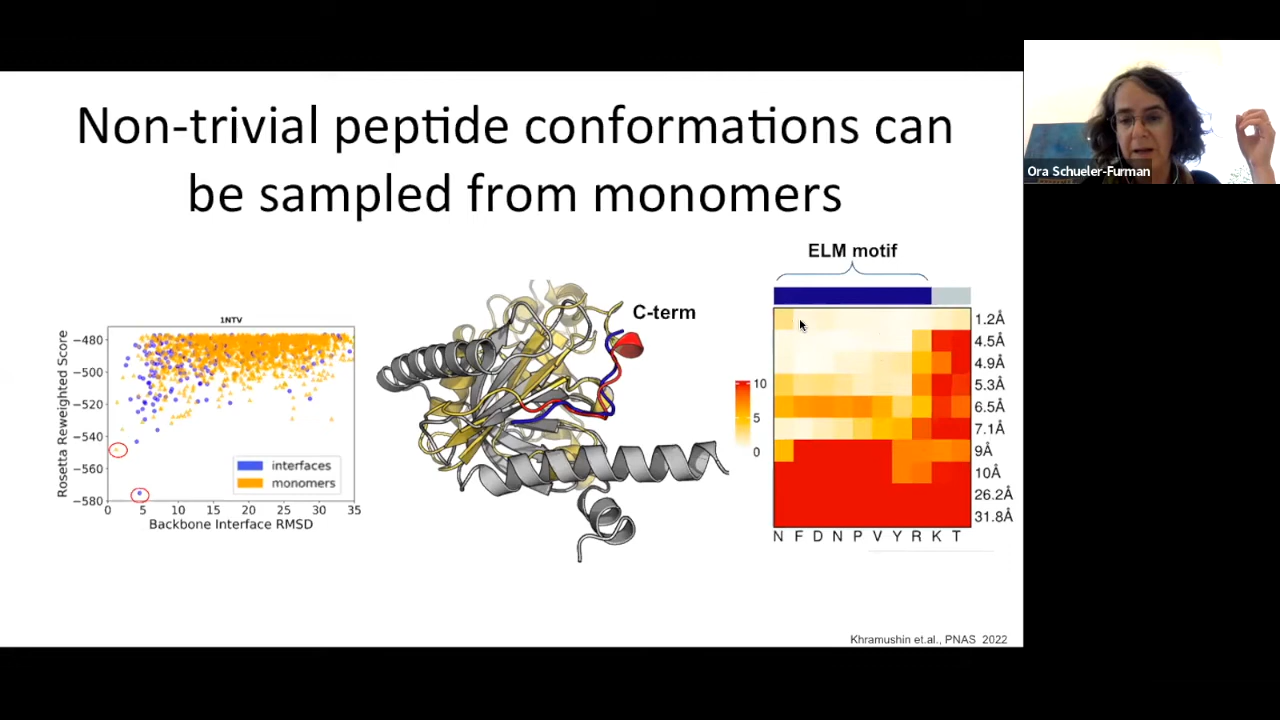 Non-trivial peptide conformations can
be sampled from monomers
Ora Schueler-Furman
1NTV
Rosetta Reweighted Score
−480
−500
−520
−540
−560
−580
0 5 10 15 20 25 30 35
Backbone Interface RMSD
interfaces
monomers
C-term
ELM motif
10
5
0
1.2Å
4.5Å
4.9Å
5.3Å
6.5Å
7.1Å
9Å
10Å
26.2Å
31.8Å
N F D N P V Y R K T
Khramushin et.al., PNAS 2022